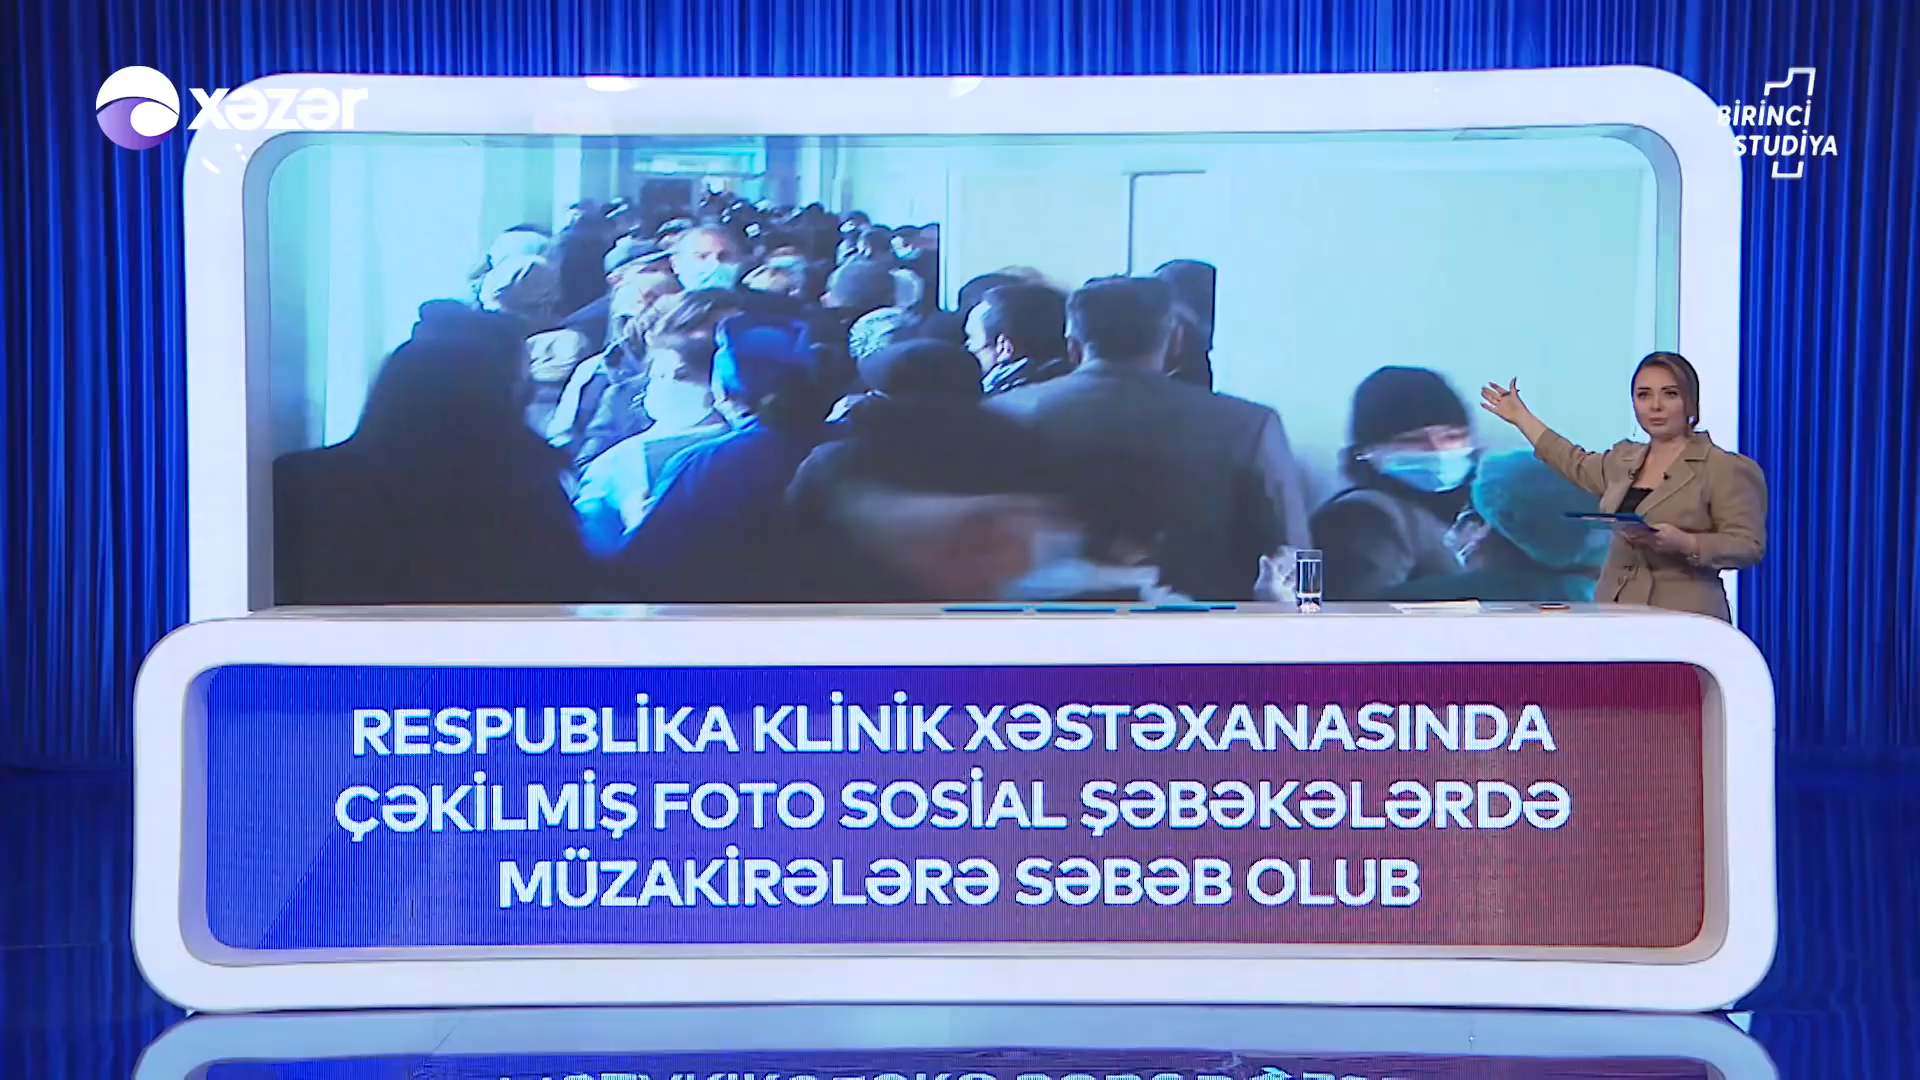 xəzər
BİRİNCİ
STUDİYA
RESPUBLİKA KLİNİK XƏSTƏXANASINDA
ÇƏKİLMİŞ FOTO SOSİAL ŞƏBƏKƏLƏRDƏ
MÜZAKİRƏLƏRƏ SƏBƏB OLUB